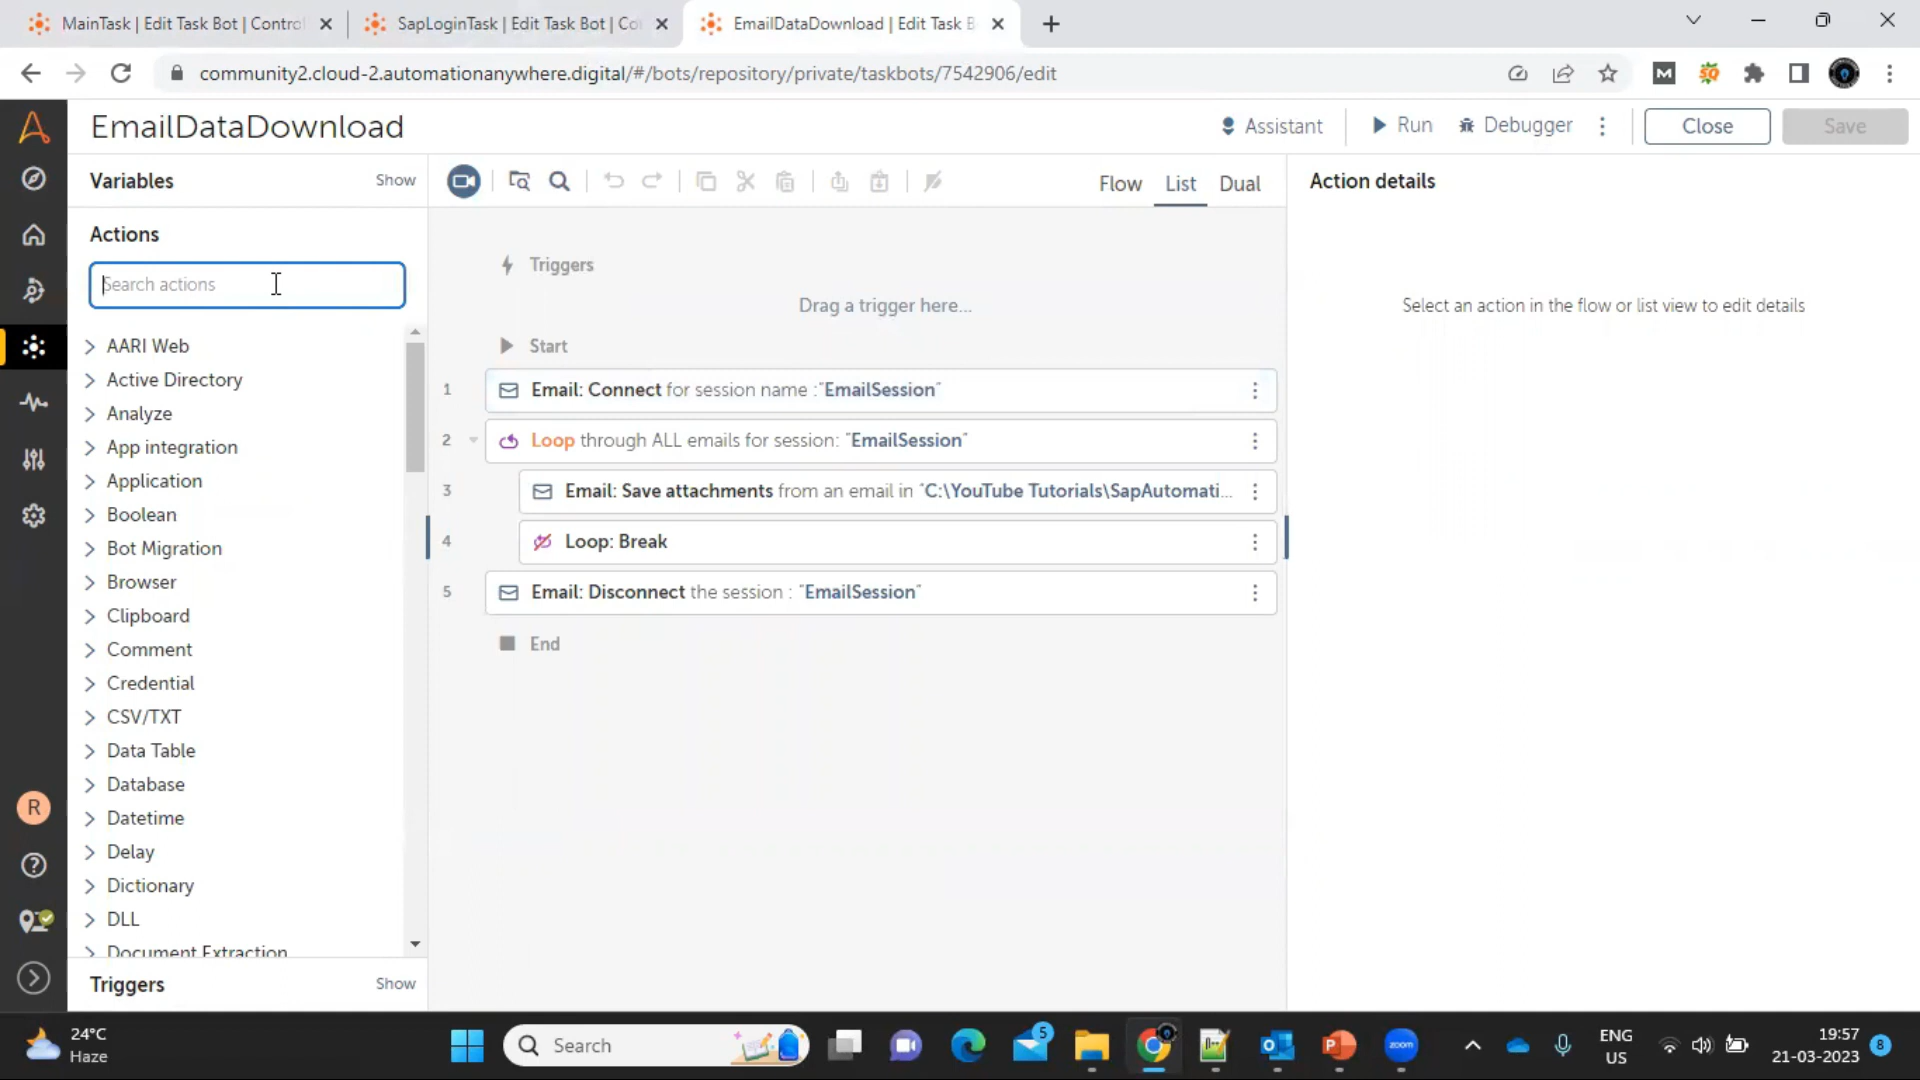 MainTask | Edit Task Bot | Control
SapLoginTask | Edit Task Bot | Co
EmailDataDownload | Edit Task B
community2.cloud-2.automationanywhere.digital/#/bots/repository/private/taskbots/7542906/edit
EmailDataDownload
Assistant
Run
Debugger
Close
Save
Variables
Show
Flow
List
Dual
Action details
Actions
Search actions
Triggers
Drag a trigger here...
Select an action in the flow or list view to edit details
Start
AARI Web
Active Directory
Analyze
App integration
Application
Boolean
Bot Migration
Browser
Clipboard
Comment
Credential
CSV/TXT
Data Table
Database
Datetime
Delay
Dictionary
DLL
Document Extraction
1 Email: Connect for session name :"EmailSession"
2 Loop through ALL emails for session: "EmailSession"
3 Email: Save attachments from an email in "C:\YouTube Tutorials\SapAutomati...
4 Loop: Break
5 Email: Disconnect the session : "EmailSession"
End
R
Triggers
Show
24°C
Haze
Search
5
zoom
ENG
US
19:57
21-03-2023
8